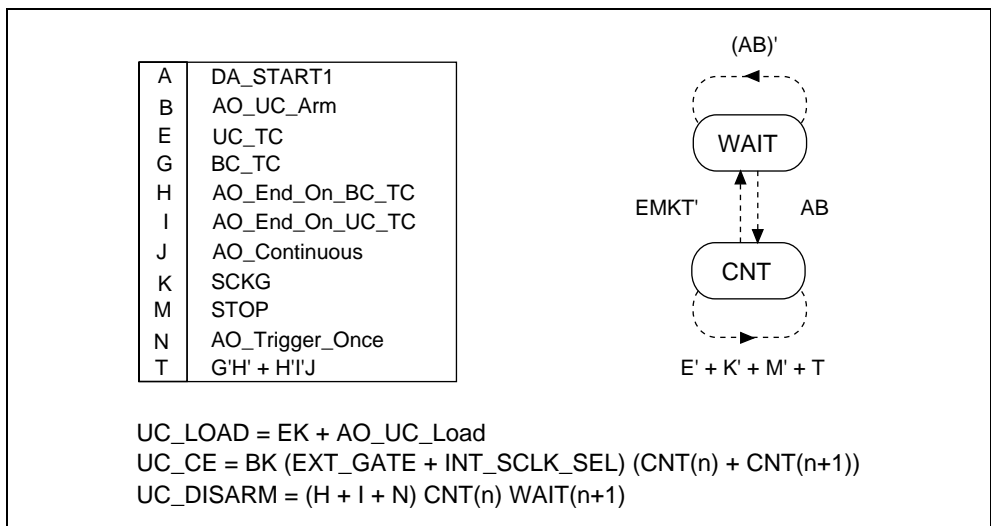 A DA_START1
B AO_UC_Arm
E UC_TC
G BC_TC
H AO_End_On_BC_TC
I AO_End_On_UC_TC
J AO_Continuous
K SCKG
M STOP
N AO_Trigger_Once
T G'H' + H'I'J
(AB)'
WAIT
EMKT' AB
CNT
E' + K' + M' + T
UC_LOAD = EK + AO_UC_Load
UC_CE = BK (EXT_GATE + INT_SCLK_SEL) (CNT(n) + CNT(n+1))
UC_DISARM = (H + I + N) CNT(n) WAIT(n+1)